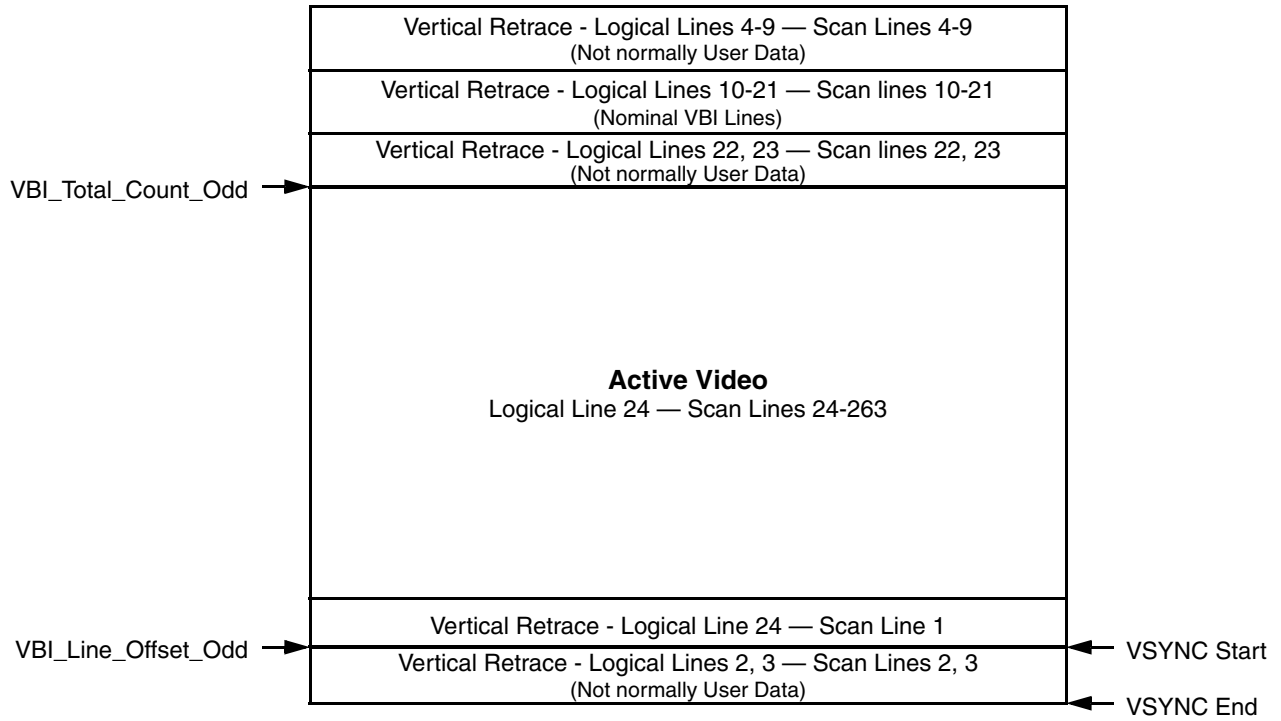 Vertical Retrace - Logical Lines 4-9 — Scan Lines 4-9
(Not normally User Data)
Vertical Retrace - Logical Lines 10-21 — Scan lines 10-21
(Nominal VBI Lines)
Vertical Retrace - Logical Lines 22, 23 — Scan lines 22, 23
(Not normally User Data)
VBI_Total_Count_Odd
Active Video
Logical Line 24 — Scan Lines 24-263
Vertical Retrace - Logical Line 24 — Scan Line 1
VBI_Line_Offset_Odd
VSYNC Start
Vertical Retrace - Logical Lines 2, 3 — Scan Lines 2, 3
(Not normally User Data)
VSYNC End